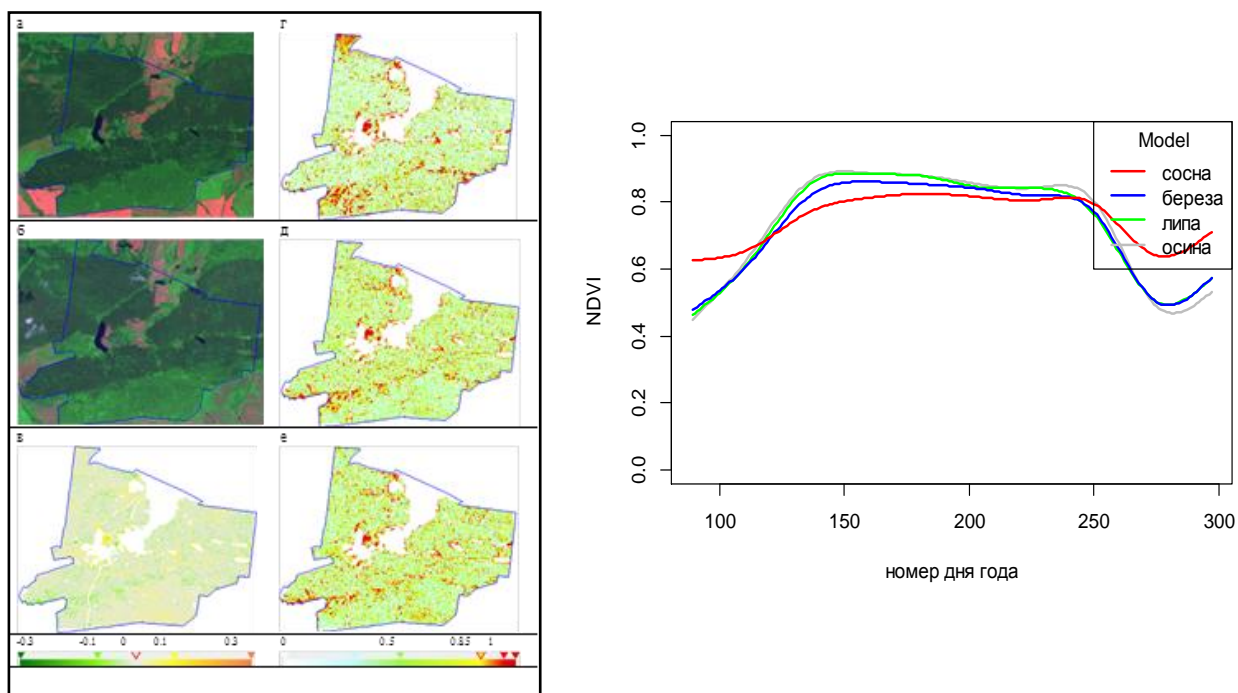 а
г
б
д
в
е
-0.3 -0.1 0 0.1 0.3
0 0.5 0.85 1
NDVI
0.0
0.2
0.4
0.6
0.8
1.0
Model
сосна
береза
липа
осина
100 150 200 250 300
номер дня года